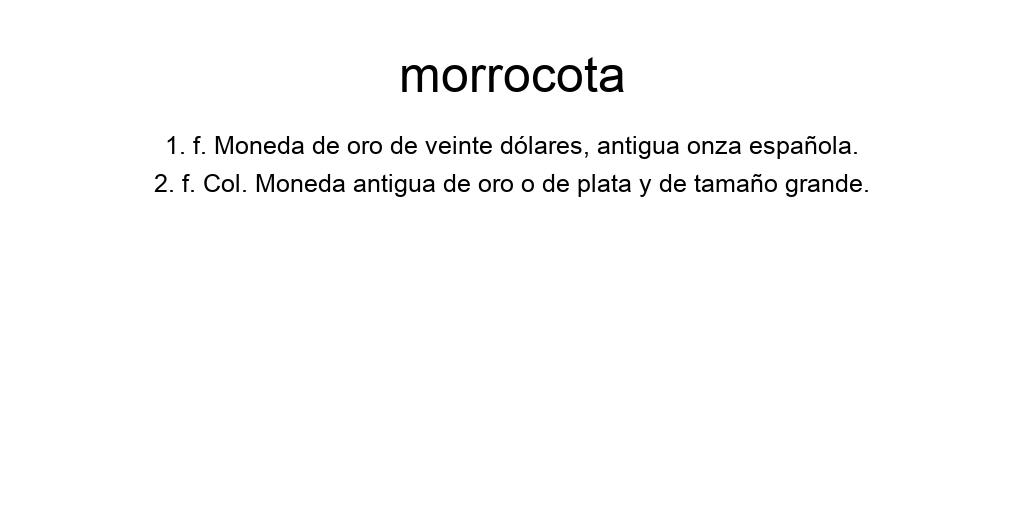 morrocota
1. f. Moneda de oro de veinte dólares, antigua onza española.
2. f. Col. Moneda antigua de oro o de plata y de tamaño grande.